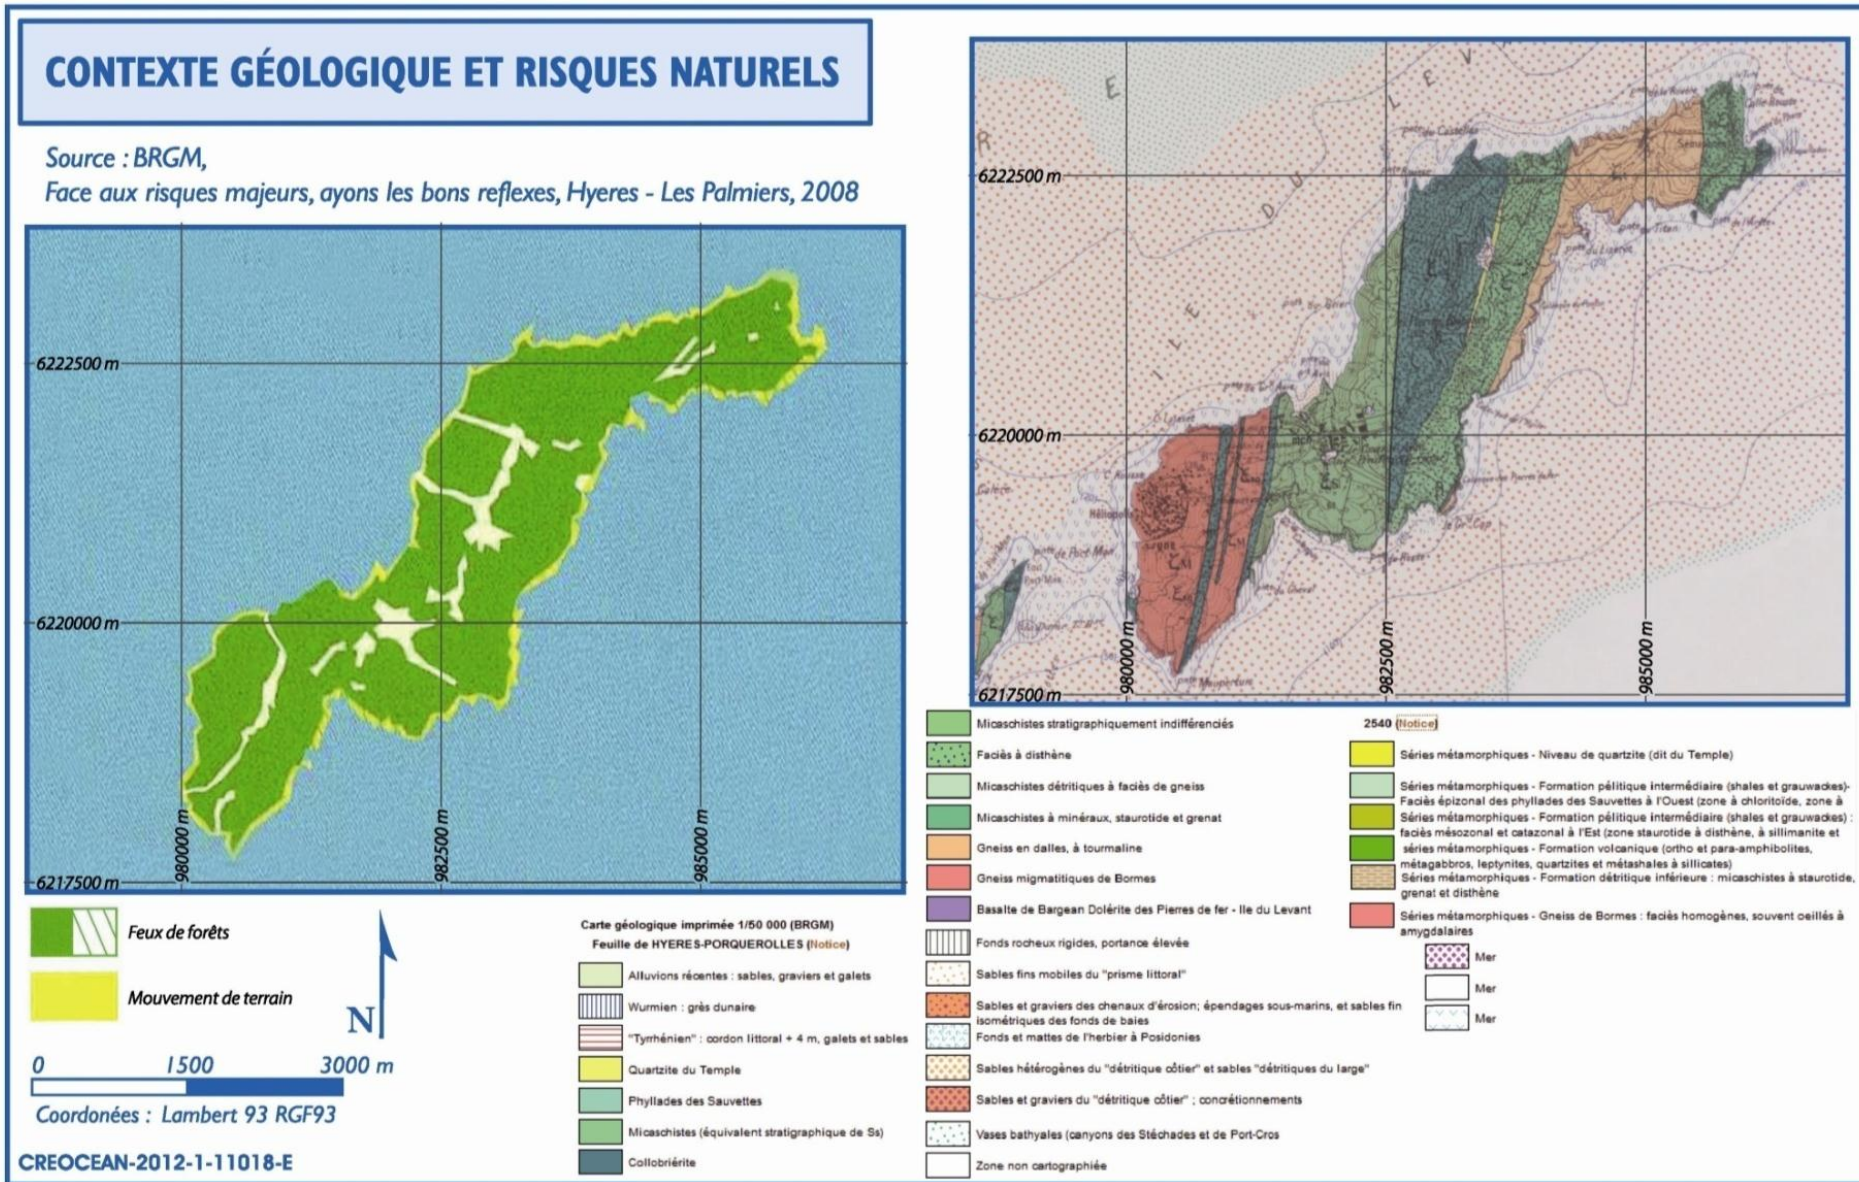 CONTEXTE GÉOLOGIQUE ET RISQUES NATURELS
Source : BRGM,
Face aux risques majeurs, ayons les bons reflexes, Hyeres - Les Palmiers, 2008
6222500 m
6220000 m
6217500 m
980000 m
982500 m
985000 m
Feux de forêts
Mouvement de terrain
N
0 1500 3000 m
Coordonées : Lambert 93 RGF93
CREOCEAN-2012-1-11018-E
E
R
I L E
D U
L E V
Héliopolis
pnte de Port-Man
pnte du Titan
6222500 m
6220000 m
6217500 m
980000 m
982500 m
985000 m
Carte géologique imprimée 1/50 000 (BRGM)
Feuille de HYERES-PORQUEROLLES (Notice)
Alluvions récentes : sables, graviers et galets
Wurmien : grès dunaire
"Tyrrhénien" : cordon littoral + 4 m, galets et sables
Quartzite du Temple
Phyllades des Sauvettes
Micaschistes (équivalent stratigraphique de Ss)
Collobriérite
Micaschistes stratigraphiquement indifférenciés
Faciès à disthène
Micaschistes détritiques à faciès de gneiss
Micaschistes à minéraux, staurotide et grenat
Gneiss en dalles, à tourmaline
Gneiss migmatitiques de Bormes
Basalte de Bargean Dolérite des Pierres de fer - Ile du Levant
Fonds rocheux rigides, portance élevée
Sables fins mobiles du "prisme littoral"
Sables et graviers des chenaux d'érosion; épendages sous-marins, et sables fin
isométriques des fonds de baies
Fonds et mattes de l'herbier à Posidonies
Sables hétérogènes du "détritique côtier" et sables "détritiques du large"
Sables et graviers du "détritique côtier" ; concrétionnements
Vases bathyales (canyons des Stéchades et de Port-Cros
Zone non cartographiée
2540 (Notice)
Séries métamorphiques - Niveau de quartzite (dit du Temple)
Séries métamorphiques - Formation pélitique intermédiaire (shales et grauwackes)-
Faciès épizonal des phyllades des Sauvettes à l'Ouest (zone à chloritoïde, zone à
Séries métamorphiques - Formation pélitique intermédiaire (shales et grauwackes) :
faciès mésozonal et catazonal à l'Est (zone staurotide à disthène, à sillimanite et
séries métamorphiques - Formation volcanique (ortho et para-amphibolites,
métagabbros, leptynites, quartzites et métashales à sillicates)
Séries métamorphiques - Formation détritique inférieure : micaschistes à staurotide,
grenat et disthène
Séries métamorphiques - Gneiss de Bormes : faciès homogènes, souvent oeillés à
amygdalaires
Mer
Mer
Mer